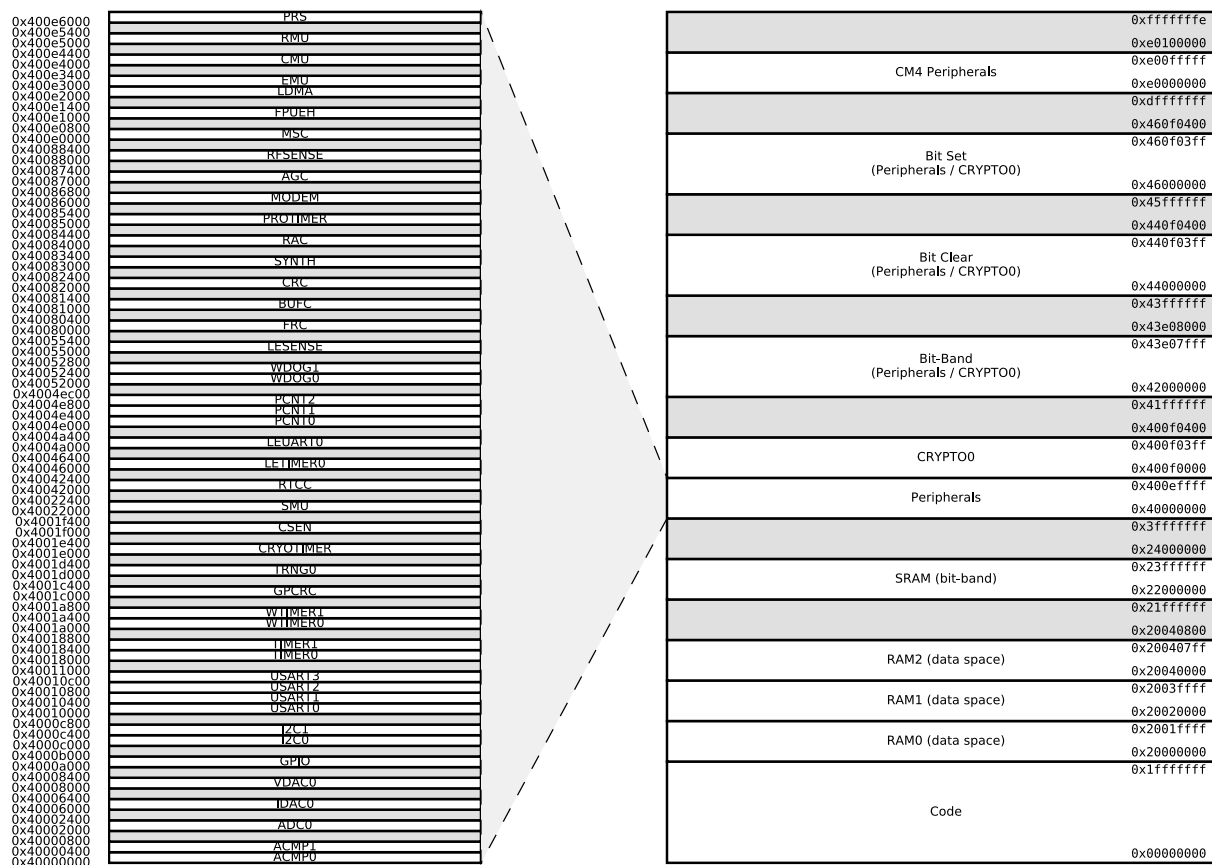 0x400e6000
PRS
0x400e5400
RMU
0x400e5000
0x400e4400
CMU
0x400e4000
0x400e3400
EMU
0x400e3000
LDMA
0x400e2000
0x400e1400
FPUEH
0x400e1000
0x400e0800
MSC
0x400e0000
0x40088400
RFSENSE
0x40088000
0x40087400
AGC
0x40087000
0x40086800
MODEM
0x40086000
0x40085400
PROTIMER
0x40085000
0x40084400
RAC
0x40084000
0x40083400
SYNTH
0x40083000
0x40082400
CRC
0x40082000
0x40081400
BUFC
0x40081000
0x40080400
FRC
0x40080000
0x40055400
LESENSE
0x40055000
0x40052800
WDOG1
0x40052400
WDOG0
0x40052000
0x4004ec00
PCNT2
0x4004e800
PCNT1
0x4004e400
PCNT0
0x4004e000
0x4004a400
LEUART0
0x4004a000
0x40046400
LETIMER0
0x40046000
0x40042400
RTCC
0x40042000
0x40022400
SMU
0x40022000
0x4001f400
CSEN
0x4001f000
0x4001e400
CRYOTIMER
0x4001e000
0x4001d400
TRNG0
0x4001d000
0x4001c400
GPCRC
0x4001c000
0x4001a800
WTIMER1
0x4001a400
WTIMER0
0x4001a000
0x40018800
TIMER1
0x40018400
TIMER0
0x40018000
0x40011000
USART3
0x40010c00
USART2
0x40010800
USART1
0x40010400
USART0
0x40010000
0x4000c800
I2C1
0x4000c400
I2C0
0x4000c000
0x4000b000
GPIO
0x4000a000
0x40008400
VDAC0
0x40008000
0x40006400
IDAC0
0x40006000
0x40002400
ADC0
0x40002000
0x40000800
ACMP1
0x40000400
ACMP0
0x40000000
0xfffffffe
0xe0100000
0xe00fffff
CM4 Peripherals
0xe0000000
0xdfffffff
0x460f0400
0x460f03ff
Bit Set
(Peripherals / CRYPTO0)
0x46000000
0x45ffffff
0x440f0400
0x440f03ff
Bit Clear
(Peripherals / CRYPTO0)
0x44000000
0x43ffffff
0x43e08000
0x43e07fff
Bit-Band
(Peripherals / CRYPTO0)
0x42000000
0x41ffffff
0x400f0400
0x400f03ff
CRYPTO0
0x400f0000
0x400effff
Peripherals
0x40000000
0x3fffffff
0x24000000
0x23ffffff
SRAM (bit-band)
0x22000000
0x21ffffff
0x20040800
0x200407ff
RAM2 (data space)
0x20040000
0x2003ffff
RAM1 (data space)
0x20020000
0x2001ffff
RAM0 (data space)
0x20000000
0x1fffffff
Code
0x00000000